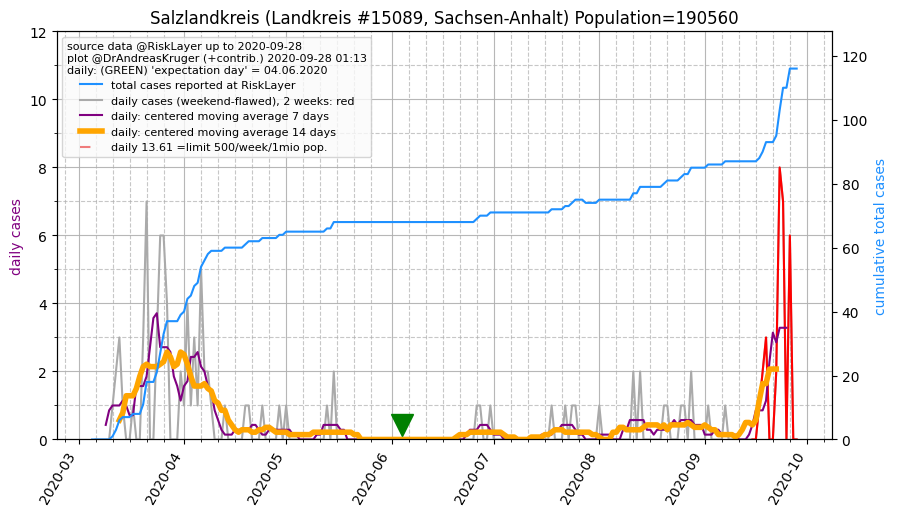 Salzlandkreis (Landkreis #15089, Sachsen-Anhalt) Population=190560
source data @RiskLayer up to 2020-09-28
plot @DrAndreasKruger (+contrib.) 2020-09-28 01:13
daily: (GREEN) 'expectation day' = 04.06.2020
total cases reported at RiskLayer
daily cases (weekend-flawed), 2 weeks: red
daily: centered moving average 7 days
daily: centered moving average 14 days
daily 13.61 =limit 500/week/1mio pop.
daily cases
12
10
8
6
4
2
0
cumulative total cases
120
100
80
60
40
20
0
2020-03
2020-04
2020-05
2020-06
2020-07
2020-08
2020-09
2020-10